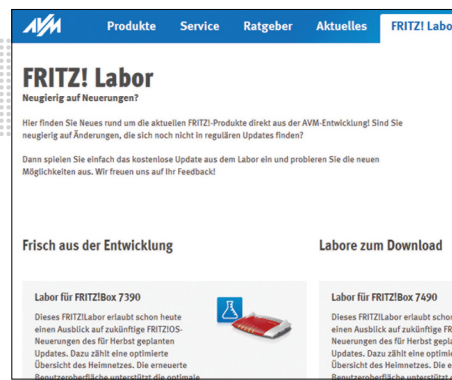 AVM
Produkte Service Ratgeber Aktuelles FRITZ! Labo
FRITZ! Labor
Neugierig auf Neuerungen?
Hier finden Sie Neues rund um die aktuellen FRITZ!-Produkte direkt aus der AVM-Entwicklung! Sind Sie
neugierig auf Änderungen, die sich noch nicht in regulären Updates finden?
Dann spielen Sie einfach das kostenlose Update aus dem Labor ein und probieren Sie die neuen
Möglichkeiten aus. Wir freuen uns auf Ihr Feedback!
Frisch aus der Entwicklung
Labor für FRITZ!Box 7390
Dieses FRITZ!Labor erlaubt schon heute
einen Ausblick auf zukünftige FRITZ!OS-
Neuerungen des für Herbst geplanten
Updates. Dazu zählt eine optimierte
Übersicht des Heimnetzes. Die erneuerte
Benutzeroberfläche unterstützt die optimale
Labore zum Download
Labor für FRITZ!Box 7490
Dieses FRITZ!Labor erlaubt schon
einen Ausblick auf zukünftige FR
Neuerungen des für Herbst gepla
Updates. Dazu zählt eine optimie
Übersicht des Heimnetzes. Die e
Benutzeroberfläche unterstützt d